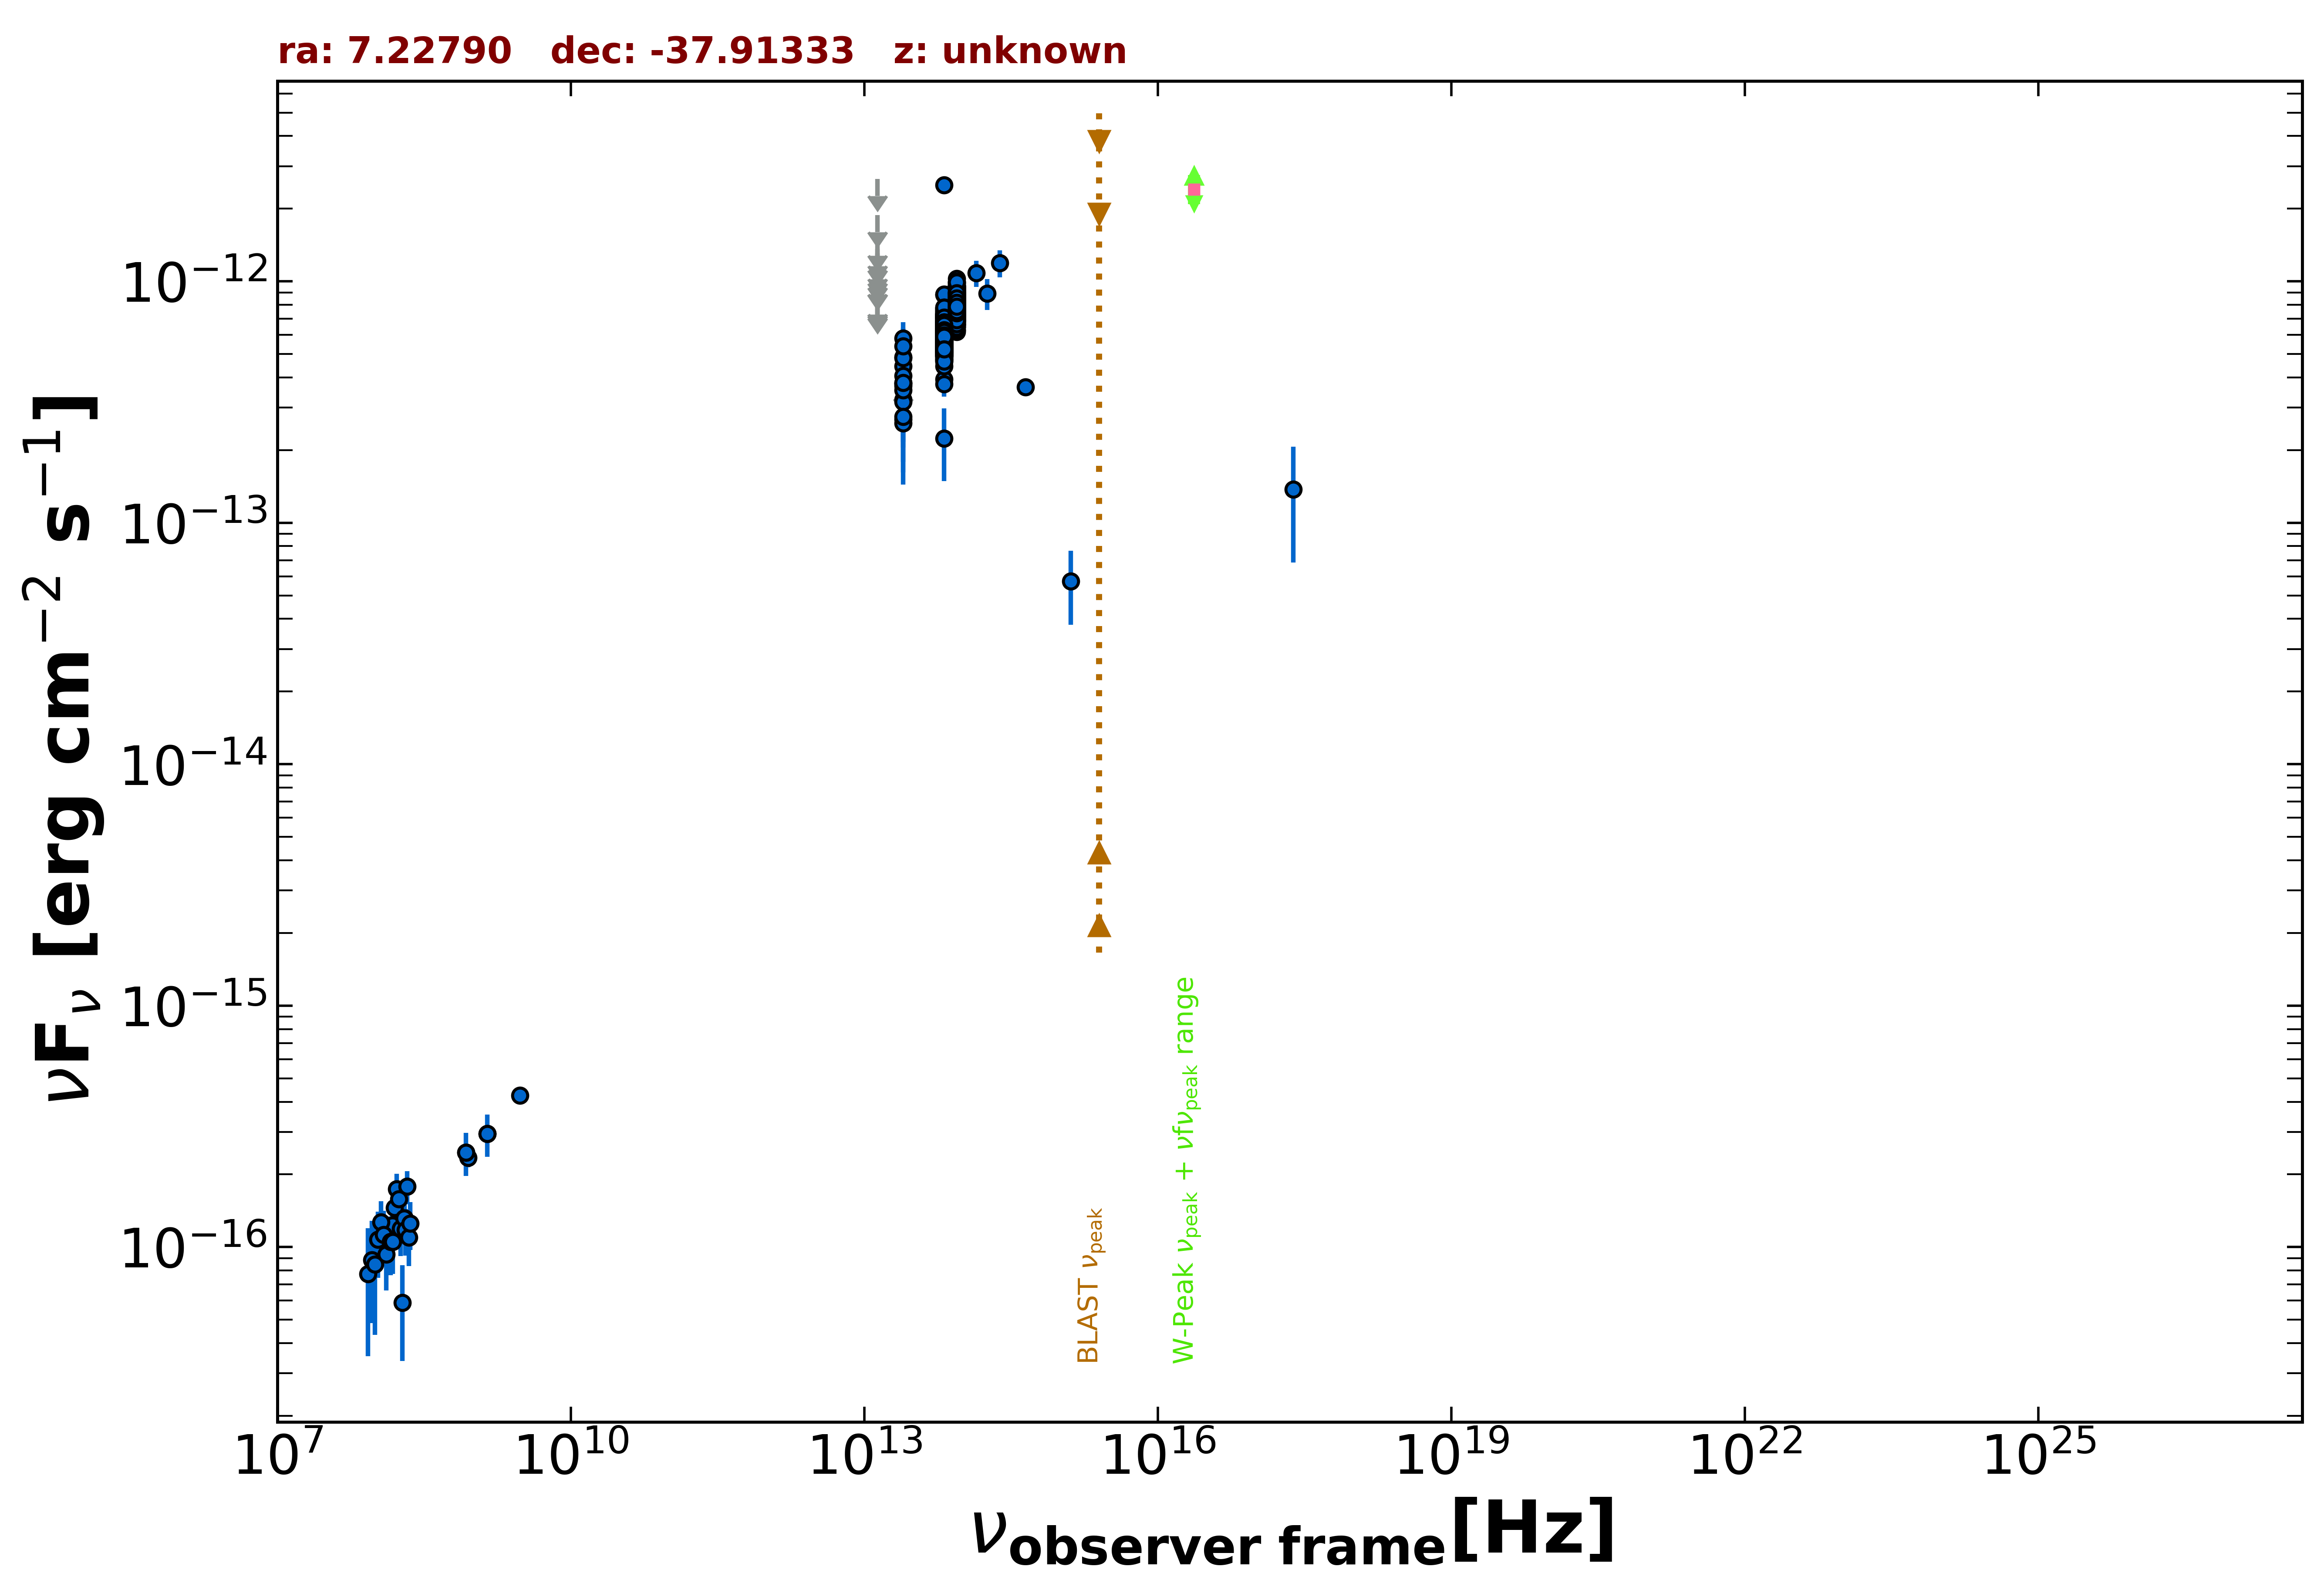 ra: 7.22790 dec: -37.91333 z: unknown
νFν [erg cm−2 s−1]
10−12
10−13
10−14
10−15
10−16
BLAST νpeak
W-Peak νpeak + νfνpeak range
107 1010 1013 1016 1019 1022 1025
νobserver frame[Hz]